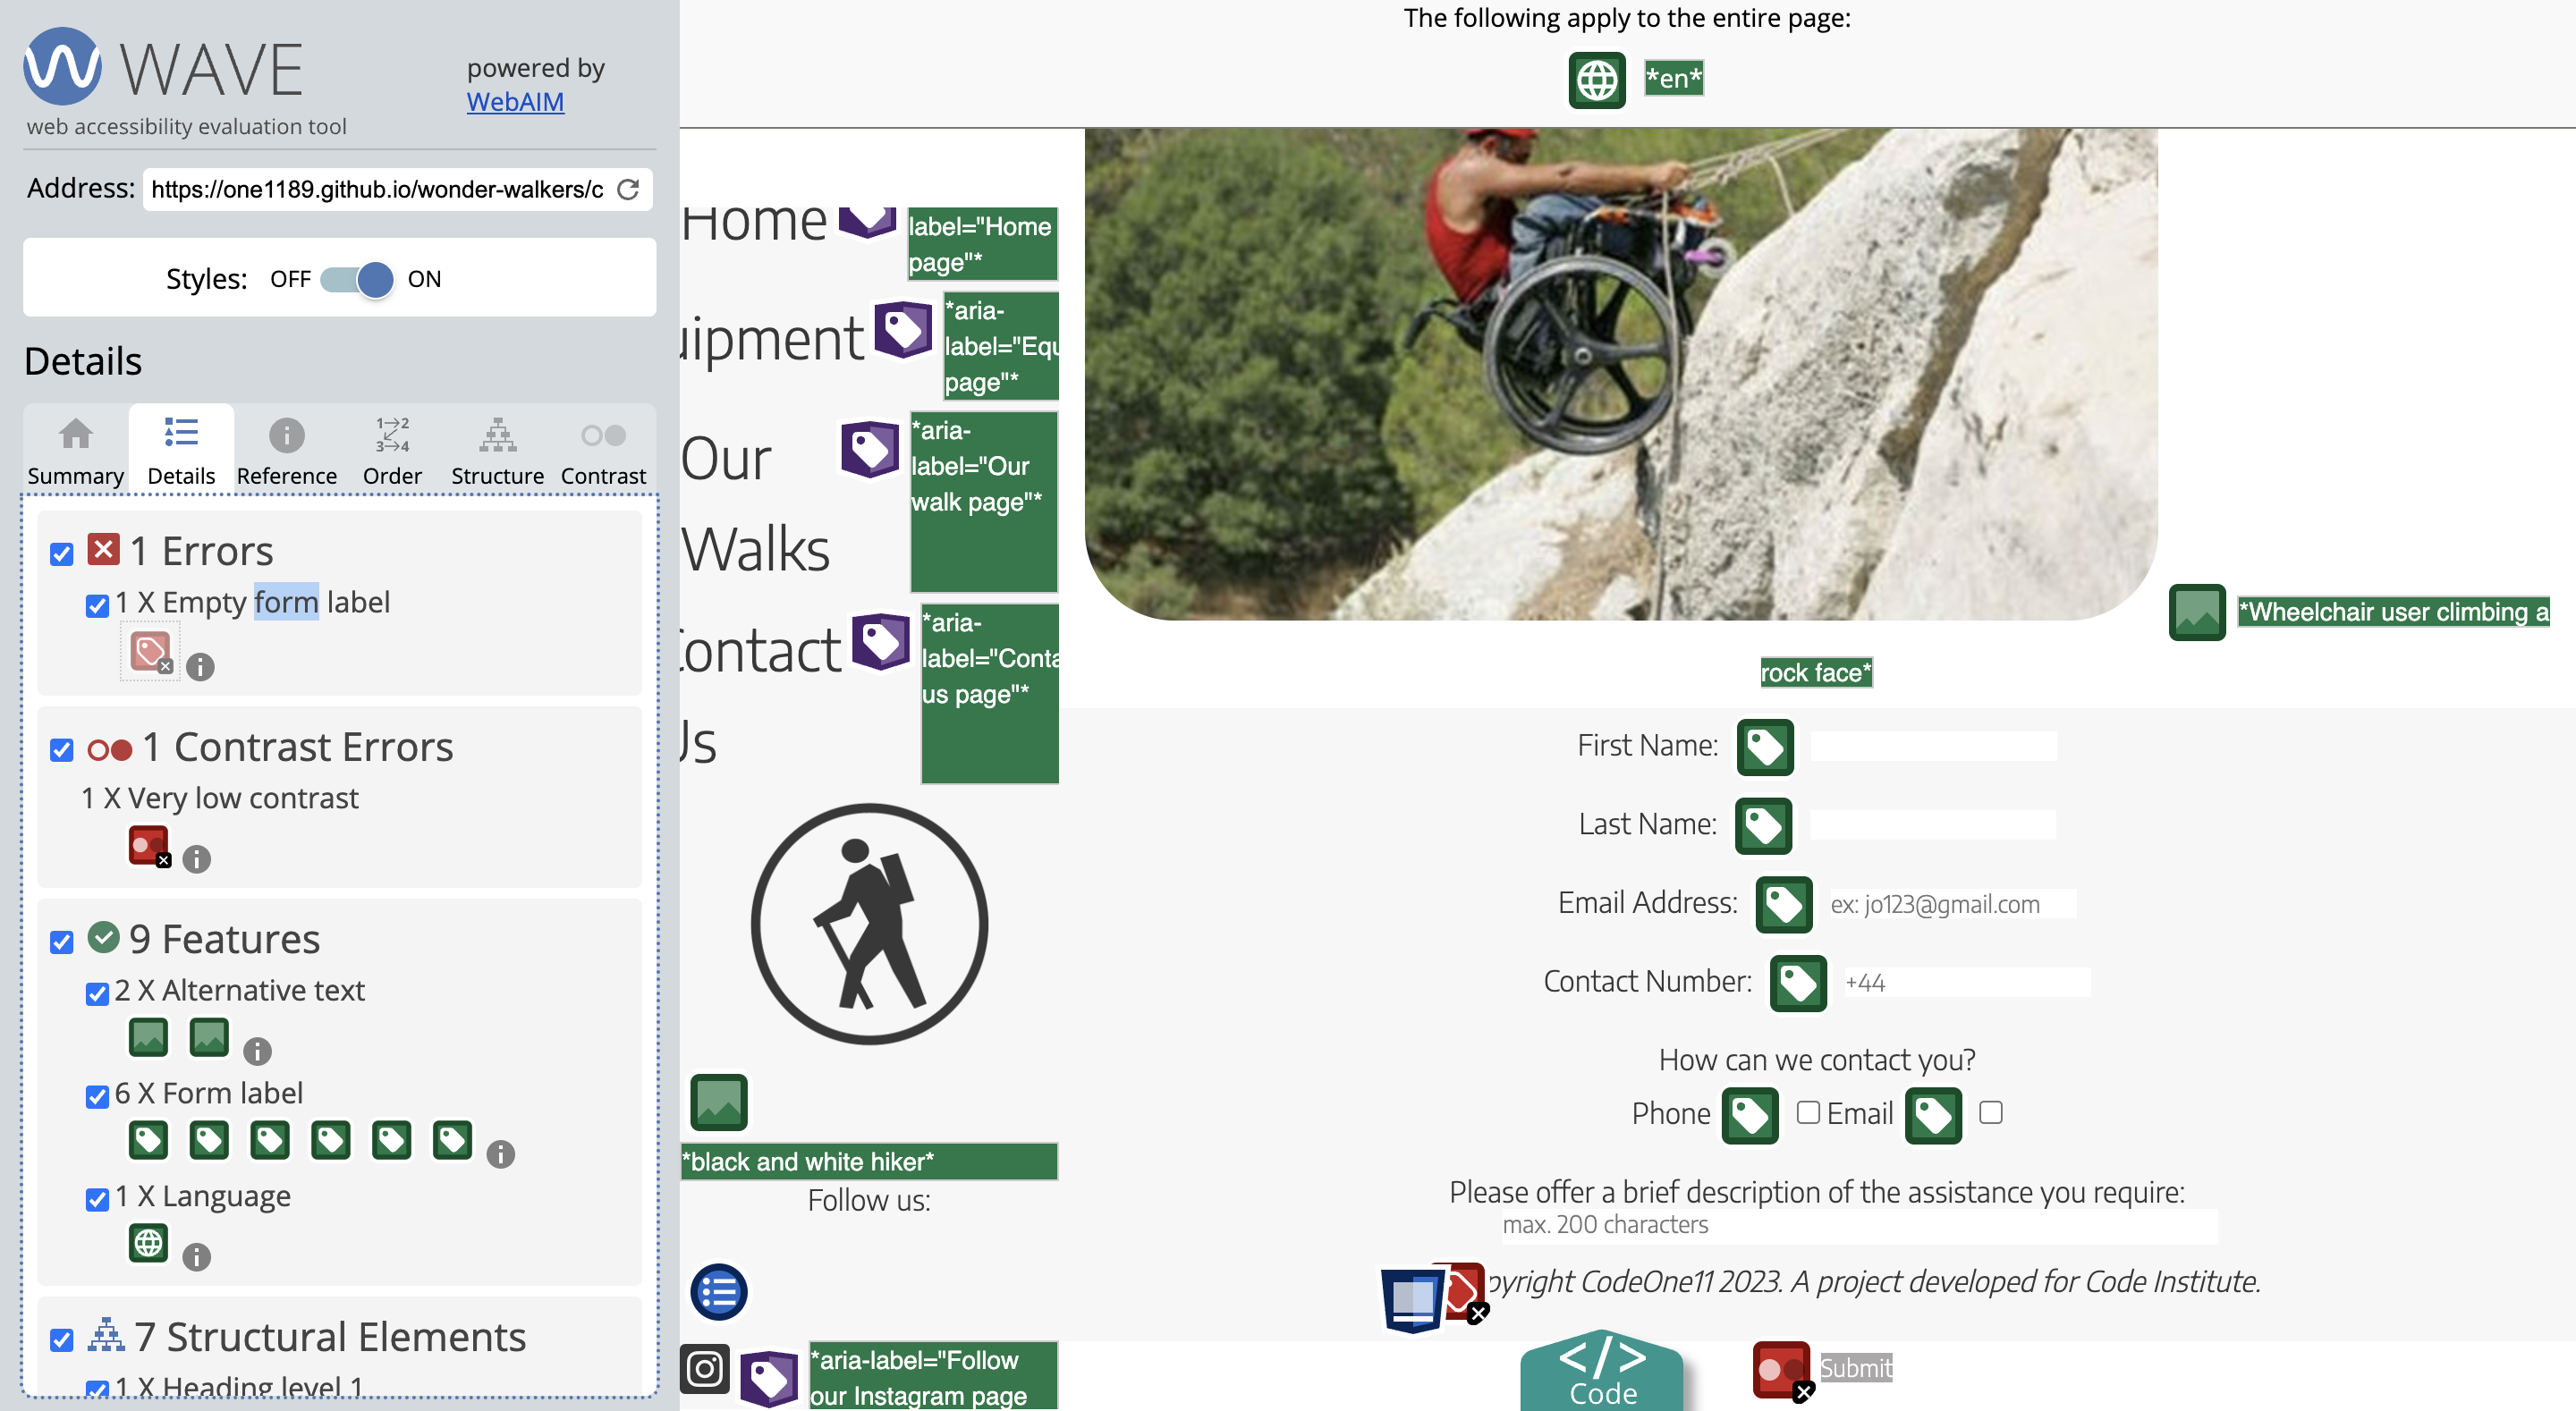 WAVE
powered by
WebAIM
web accessibility evaluation tool
Address: https://one1189.github.io/wonder-walkers/c
Styles: OFF ON
Details
Summary Details Reference Order Structure Contrast
1→2
3→4
1 Errors
1 X Empty form label
1 Contrast Errors
1 X Very low contrast
9 Features
2 X Alternative text
6 X Form label
1 X Language
7 Structural Elements
1 X Heading level 1
The following apply to the entire page:
*en*
Home
label="Home
page"*
uipment
*aria-
label="Equ
page"*
Our
Walks
*aria-
label="Our
walk page"*
Contact
Us
*aria-
label="Conta
us page"*
*black and white hiker*
Follow us:
*aria-label="Follow
our Instagram page
*Wheelchair user climbing a
rock face*
First Name:
Last Name:
Email Address: ex: jo123@gmail.com
Contact Number: +44
How can we contact you?
Phone Email
Please offer a brief description of the assistance you require:
max. 200 characters
pyright CodeOne11 2023. A project developed for Code Institute.
</>
Code
Submit